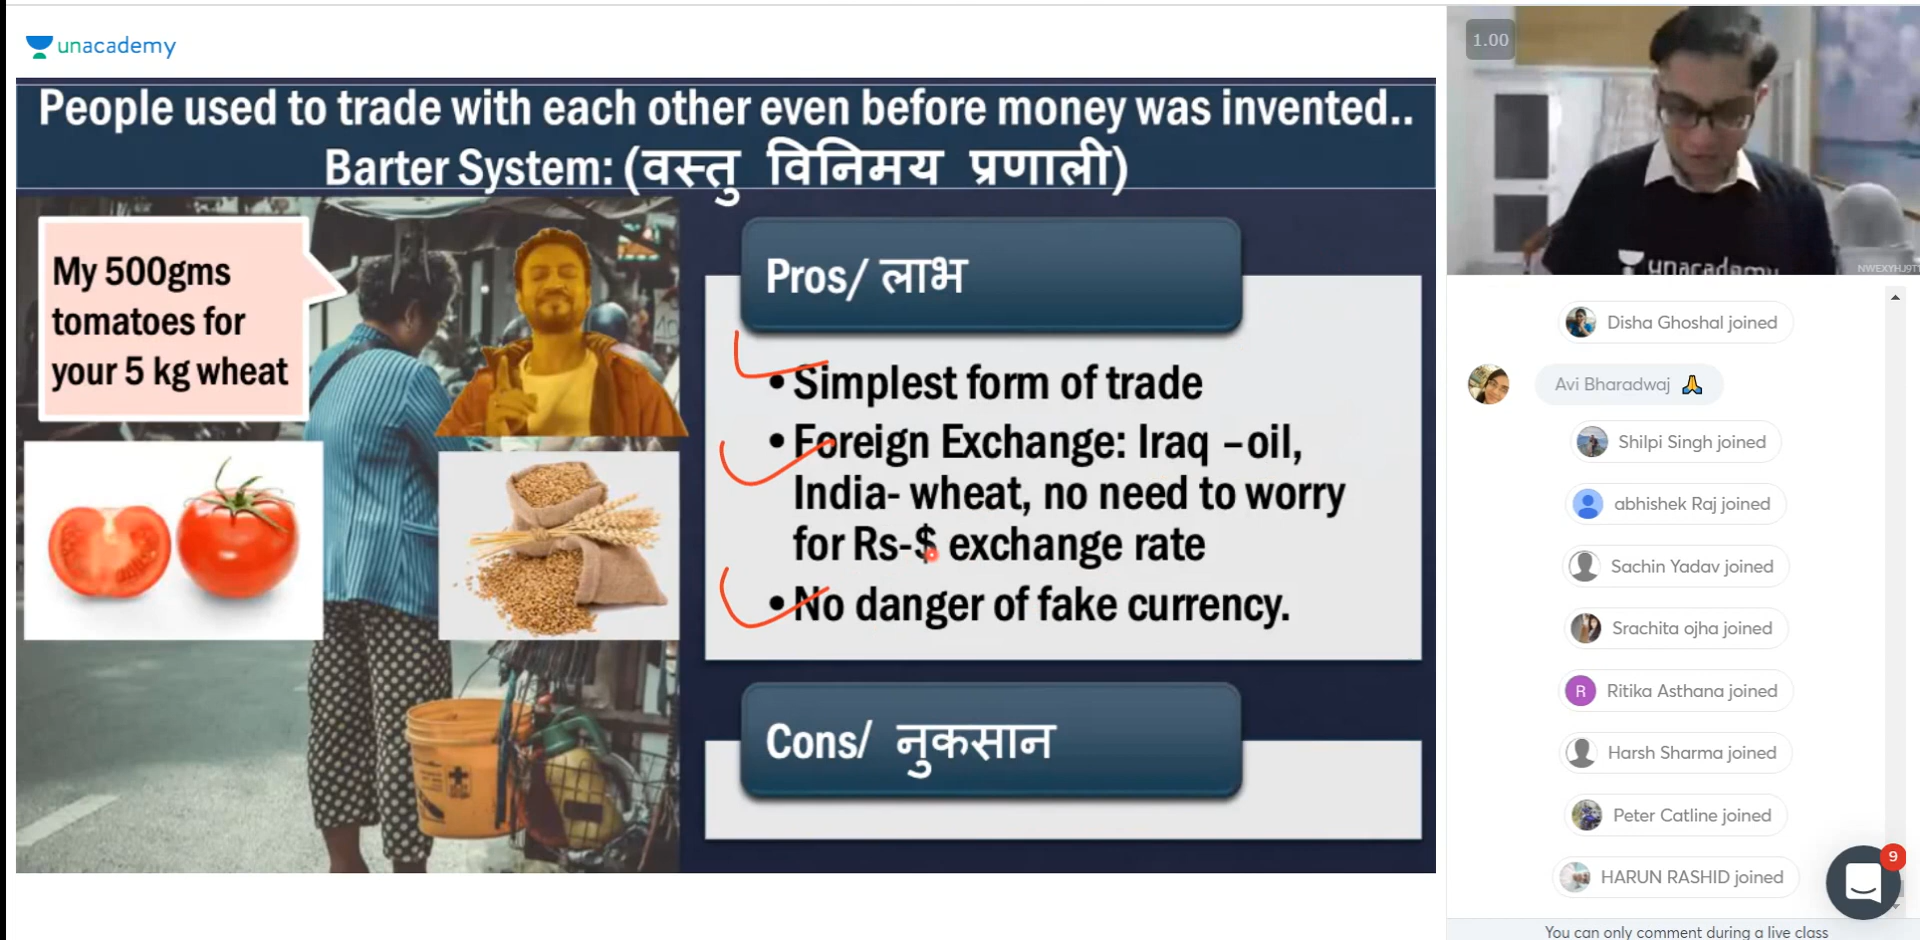 unacademy
People used to trade with each other even before money was invented..
Barter System: (वस्तु विनिमय प्रणाली)
My 500gms
tomatoes for
your 5 kg wheat
Pros/ लाभ
• Simplest form of trade
• Foreign Exchange: Iraq –oil,
India- wheat, no need to worry
for Rs-$ exchange rate
• No danger of fake currency.
Cons/ नुकसान
1.00
unacademy
Disha Ghoshal joined
Avi Bharadwaj 🙏
Shilpi Singh joined
abhishek Raj joined
Sachin Yadav joined
Srachita ojha joined
R Ritika Asthana joined
Harsh Sharma joined
Peter Catline joined
HARUN RASHID joined
9
You can only comment during a live class